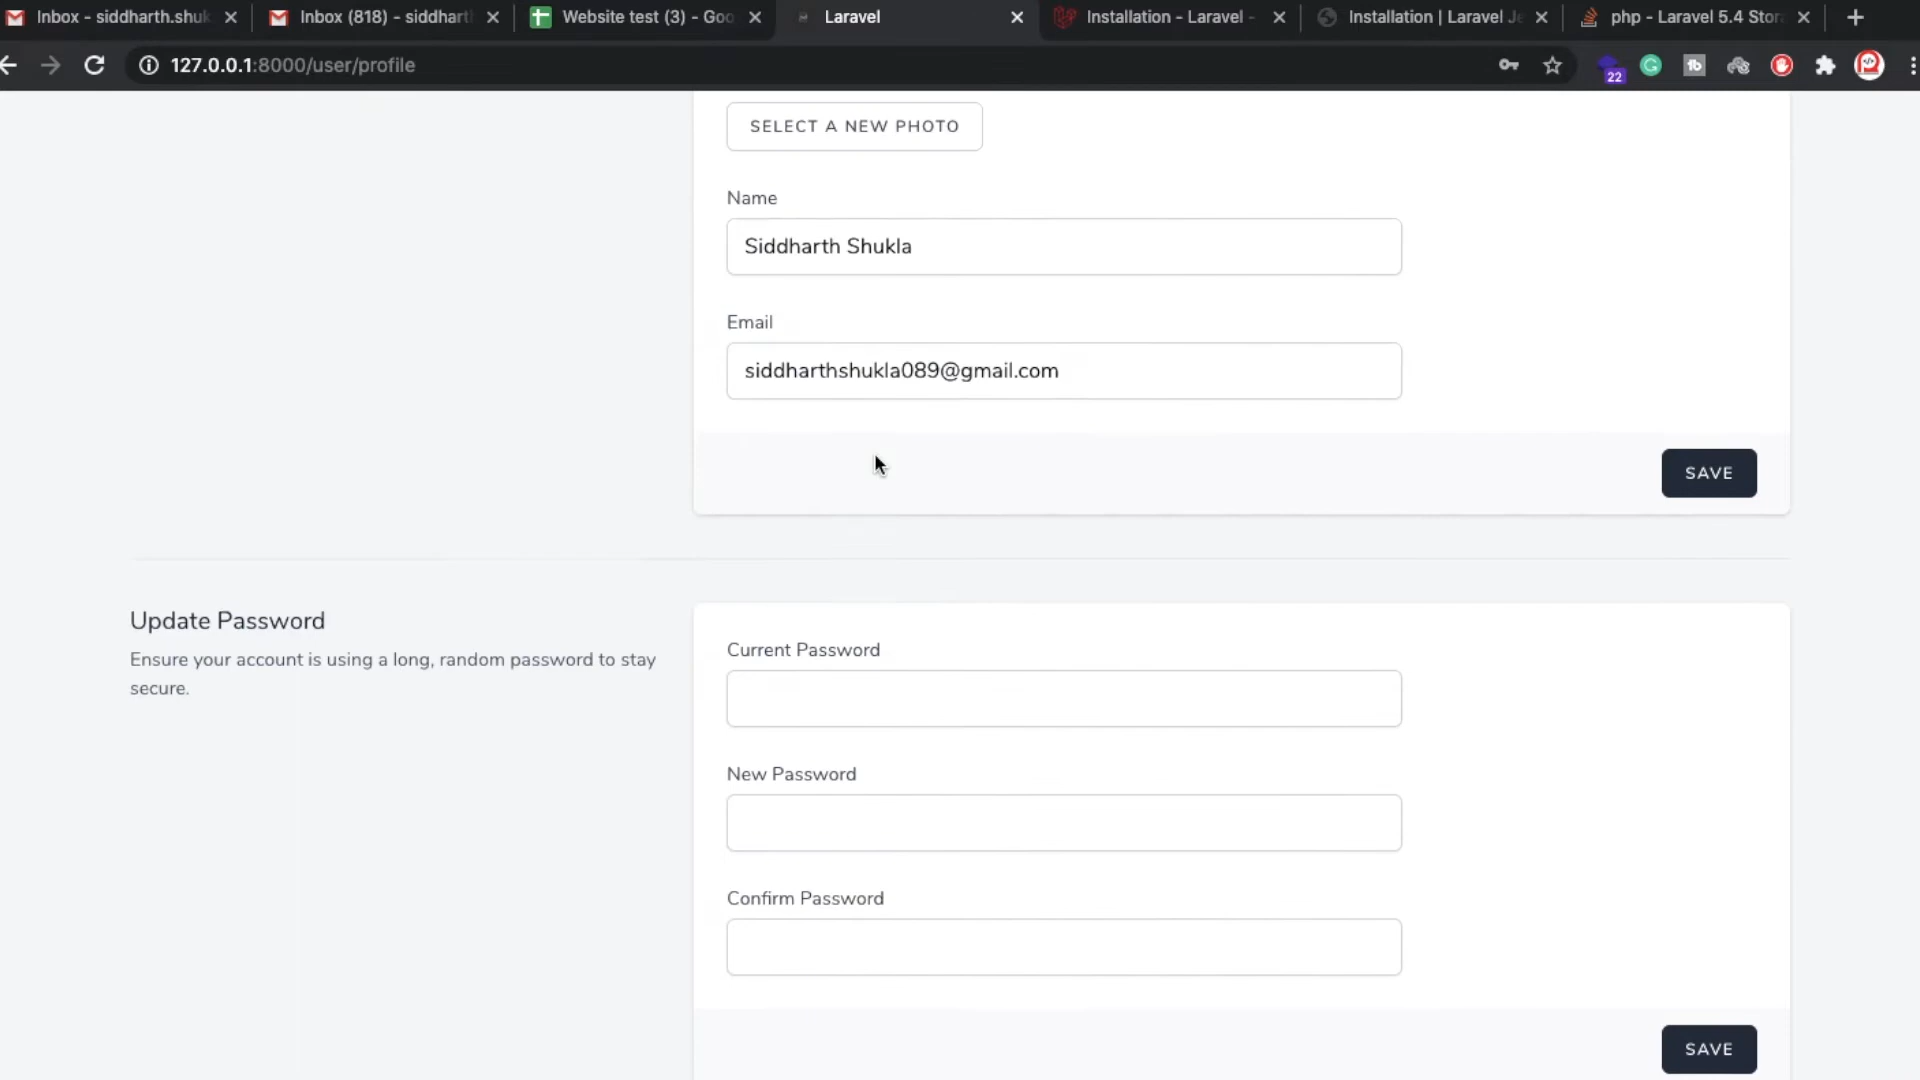 Inbox - siddharth.shuk
Inbox (818) - siddhart
Website test (3) - Goo
Laravel
Installation - Laravel -
Installation | Laravel Je
php - Laravel 5.4 Stora
127.0.0.1:8000/user/profile
22
SELECT A NEW PHOTO
Name
Siddharth Shukla
Email
siddharthshukla089@gmail.com
SAVE
Update Password
Ensure your account is using a long, random password to stay
secure.
Current Password
New Password
Confirm Password
SAVE